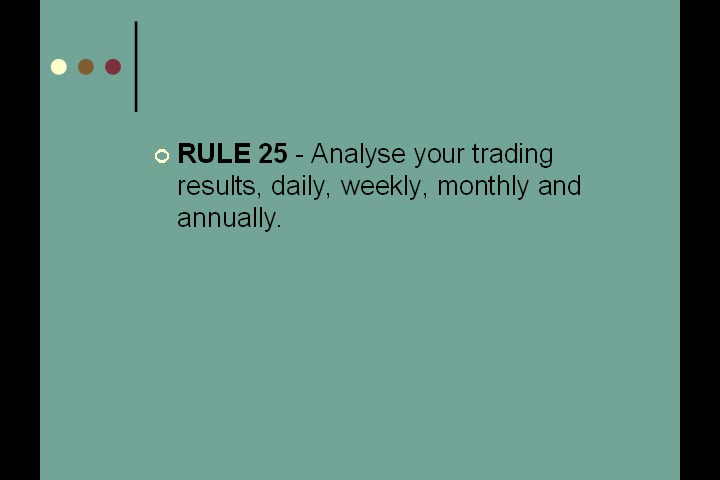 RULE 25 - Analyse your trading
results, daily, weekly, monthly and
annually.